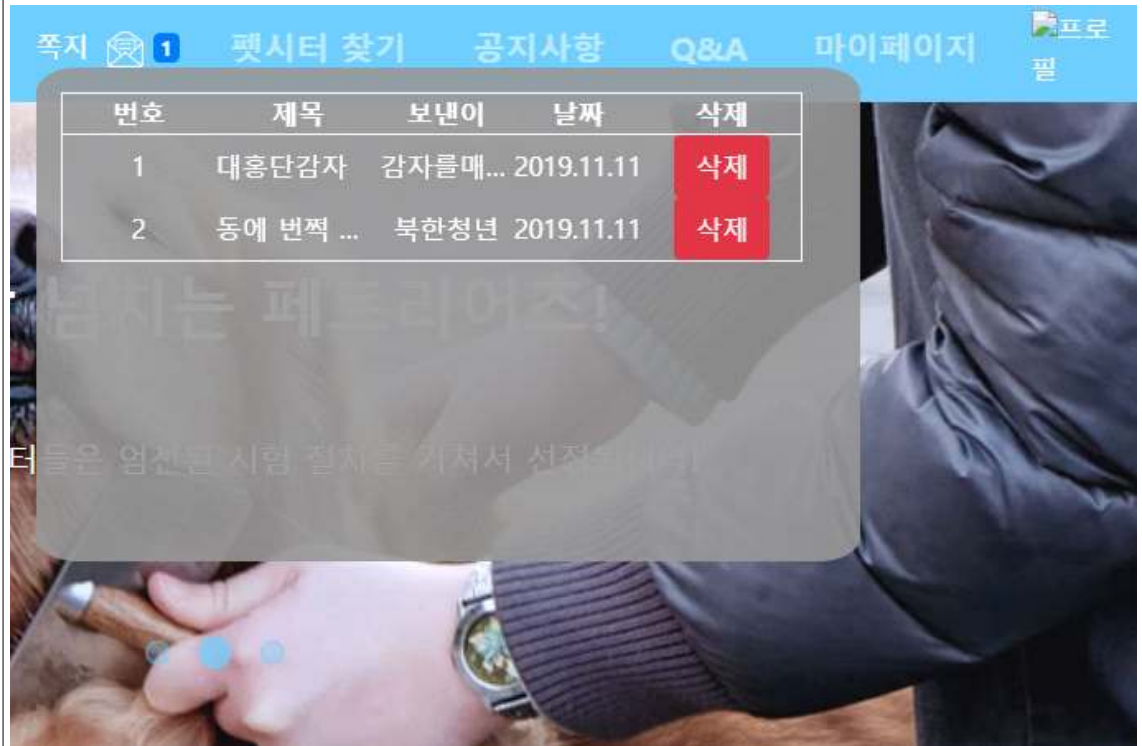 쪽지 1 펫시터 찾기 공지사항 Q&A 마이페이지 프로필
번호 제목 보낸이 날짜 삭제
1 대홍단감자 감자를매... 2019.11.11 삭제
2 동에 번쩍 ... 북한청년 2019.11.11 삭제
넘치는 페트리어즈!
터들은 엄선된 시험 절차를 거쳐서